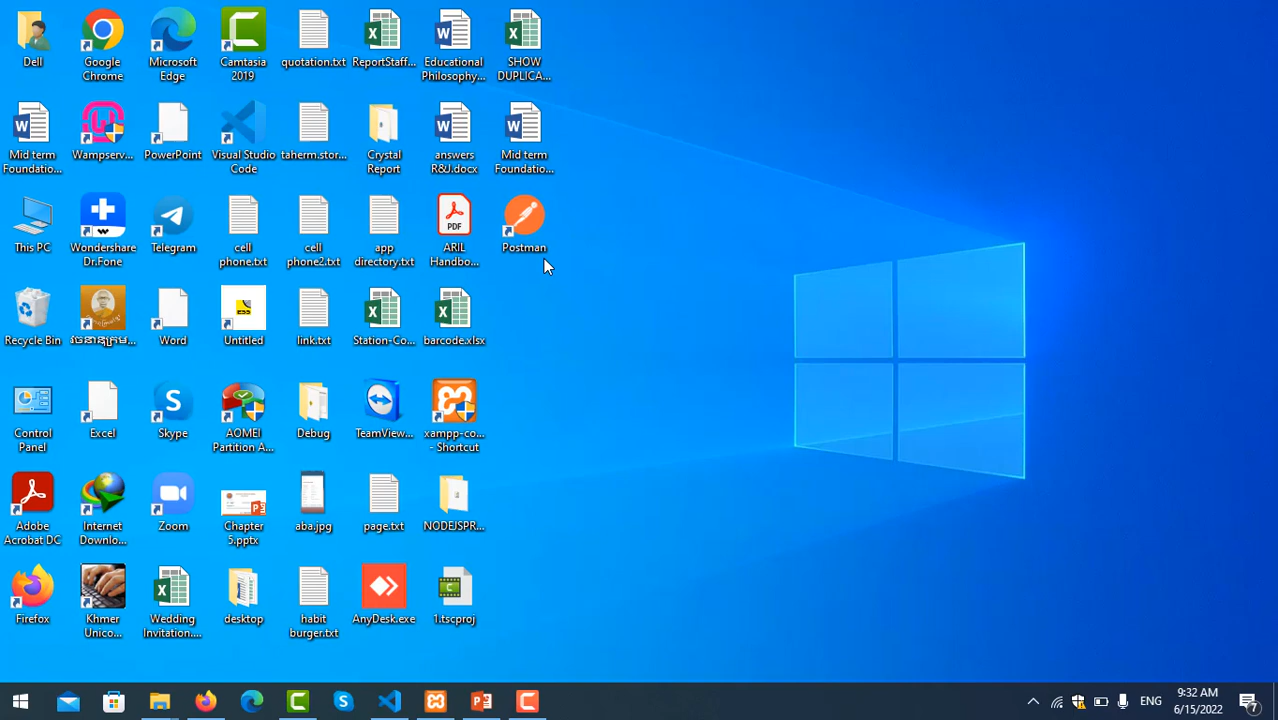 Dell
Google
Chrome
Microsoft
Edge
Camtasia
2019
quotation.txt
ReportStaff...
Educational
Philosophy...
SHOW
DUPLICA...
Mid term
Foundatio...
Wampserv...
PowerPoint
Visual Studio
Code
taherm.stor...
Crystal
Report
answers
R&J.docx
Mid term
Foundatio...
This PC
Wondershare
Dr.Fone
Telegram
cell
phone.txt
cell
phone2.txt
app
directory.txt
PDF
ARIL
Handbo...
Postman
Recycle Bin
Word
Untitled
link.txt
Station-Co...
barcode.xlsx
Control
Panel
Excel
Skype
AOMEI
Partition A...
Debug
TeamView...
xampp-co...
- Shortcut
Adobe
Acrobat DC
Internet
Downlo...
Zoom
Chapter
5.pptx
aba.jpg
page.txt
NODEJSPR...
Firefox
Khmer
Unico...
Wedding
Invitation....
desktop
habit
burger.txt
AnyDesk.exe
1.tscproj
ENG
9:32 AM
6/15/2022
7